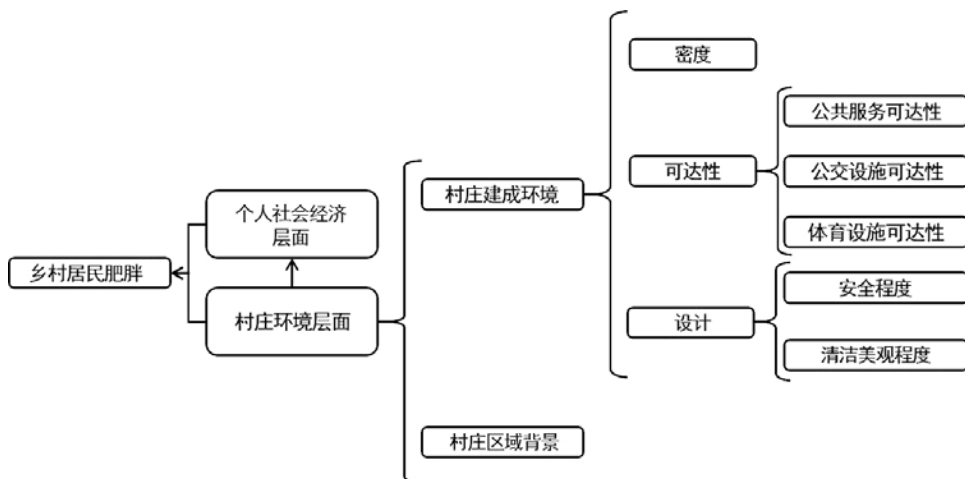 密度
公共服务可达性
可达性
公交设施可达性
村庄建成环境
个人社会经济
层面
体育设施可达性
乡村居民肥胖
安全程度
村庄环境层面
设计
清洁美观程度
村庄区域背景